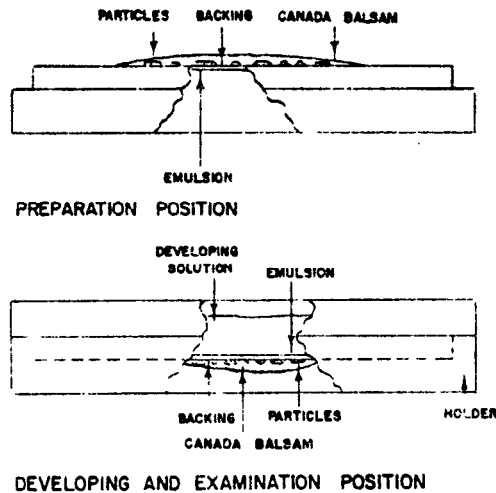 PARTICLES BACKING CANADA BALSAM
EMULSION
PREPARATION POSITION
DEVELOPING
SOLUTION
EMULSION
BACKING PARTICLES
CANADA BALSAM
HOLDER
DEVELOPING AND EXAMINATION POSITION